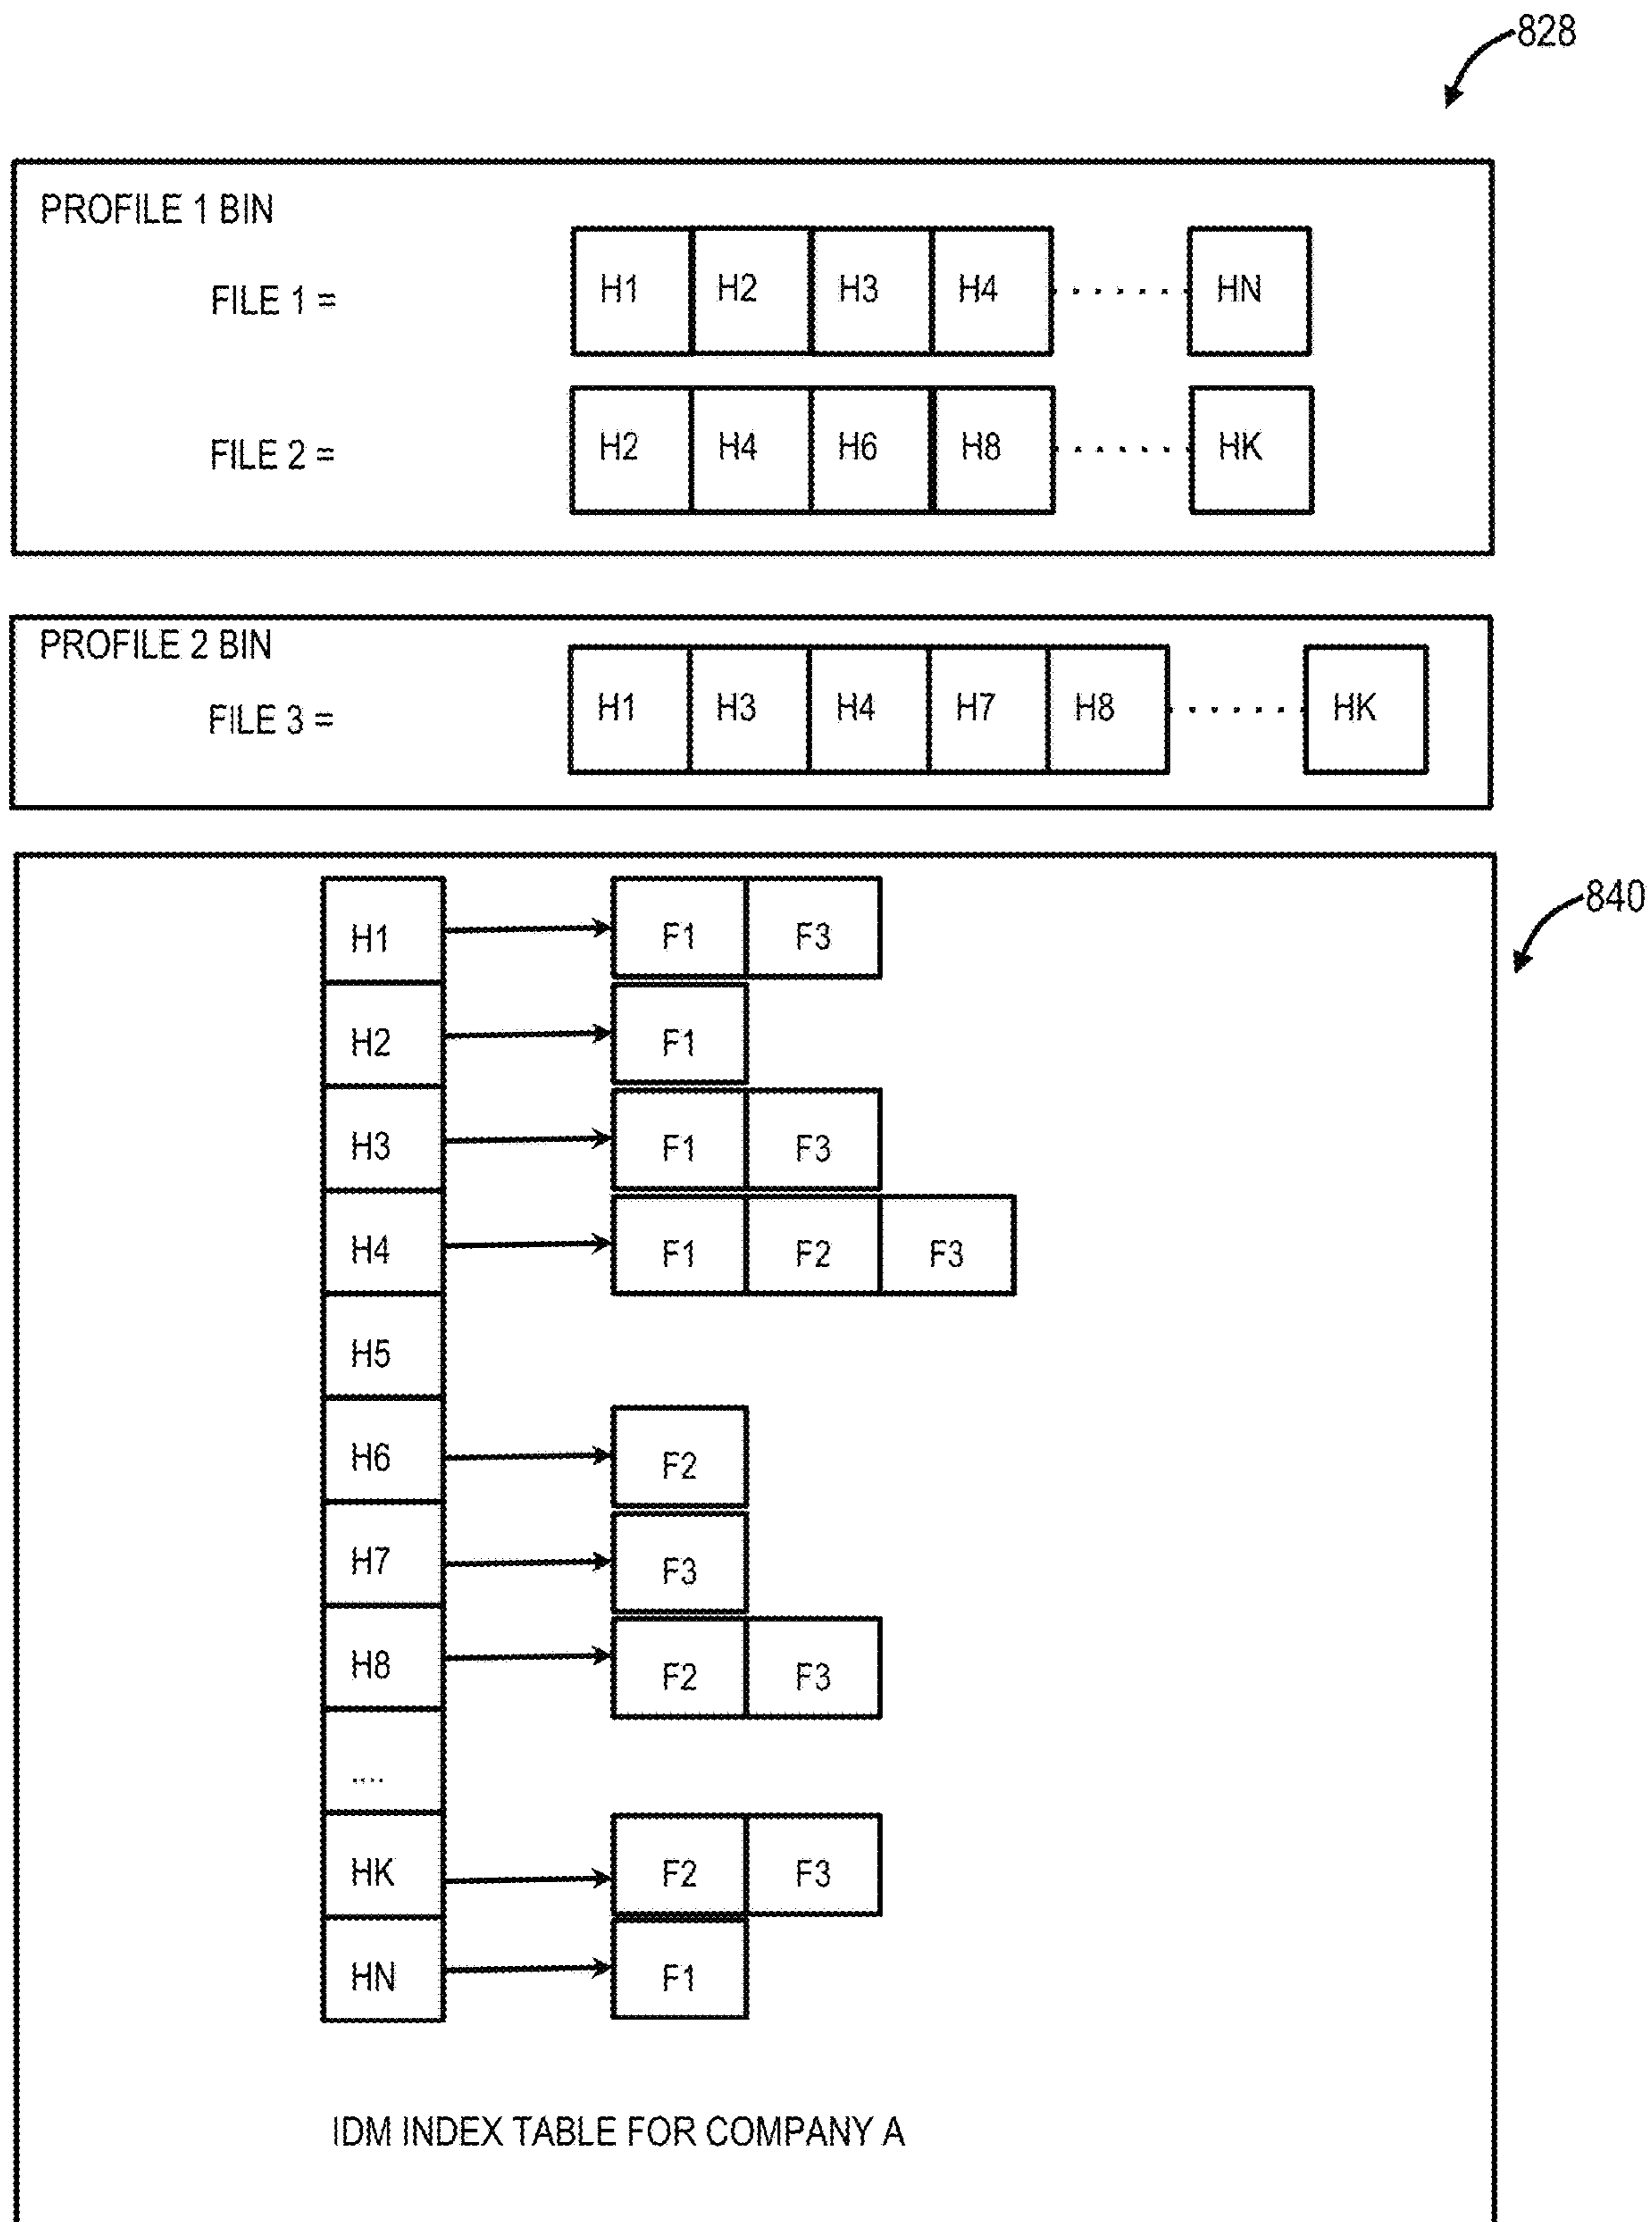 828
PROFILE 1 BIN
FILE 1 = H1 H2 H3 H4 ...... HN
FILE 2 = H2 H4 H6 H8 ...... HK
PROFILE 2 BIN
FILE 3 = H1 H3 H4 H7 H8 ...... HK
840
H1 F1 F3
H2 F1
H3 F1 F3
H4 F1 F2 F3
H5
H6 F2
H7 F3
H8 F2 F3
....
HK F2 F3
HN F1
IDM INDEX TABLE FOR COMPANY A